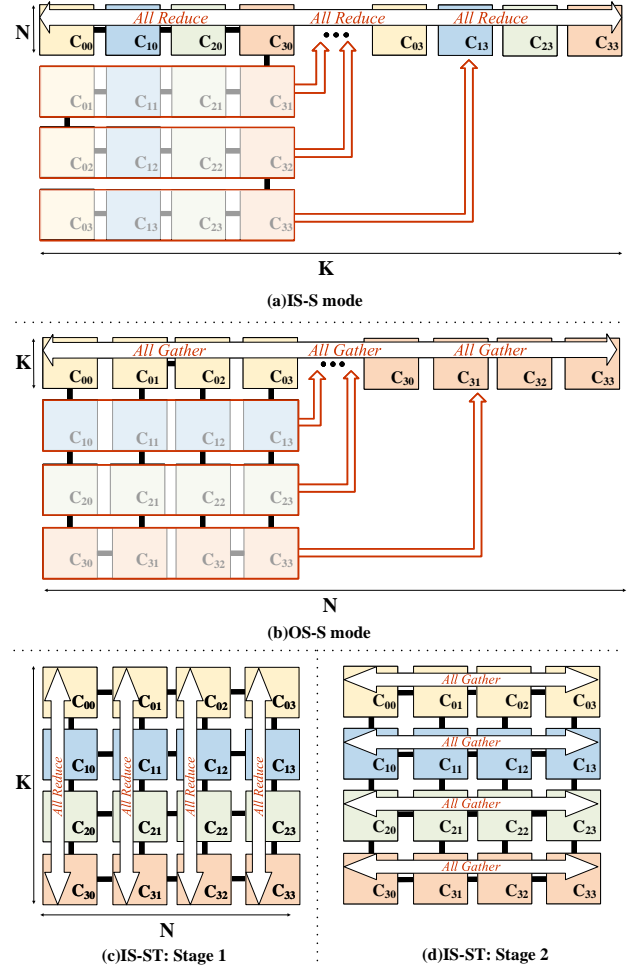 All Reduce All Reduce All Reduce
N
C00 C10 C20 C30 ••• C03 C13 C23 C33
C01 C11 C21 C31
C02 C12 C22 C32
C03 C13 C23 C33
K
(a)IS-S mode
All Gather All Gather All Gather
K
C00 C01 C02 C03 ••• C30 C31 C32 C33
C10 C11 C12 C13
C20 C21 C22 C23
C30 C31 C32 C33
N
(b)OS-S mode
C00 C01 C02 C03
C10 C11 C12 C13
K
All Reduce All Reduce All Reduce All Reduce
C20 C21 C22 C23
C30 C31 C32 C33
N
(c)IS-ST: Stage 1
All Gather
C00 C01 C02 C03
All Gather
C10 C11 C12 C13
All Gather
C20 C21 C22 C23
All Gather
C30 C31 C32 C33
(d)IS-ST: Stage 2